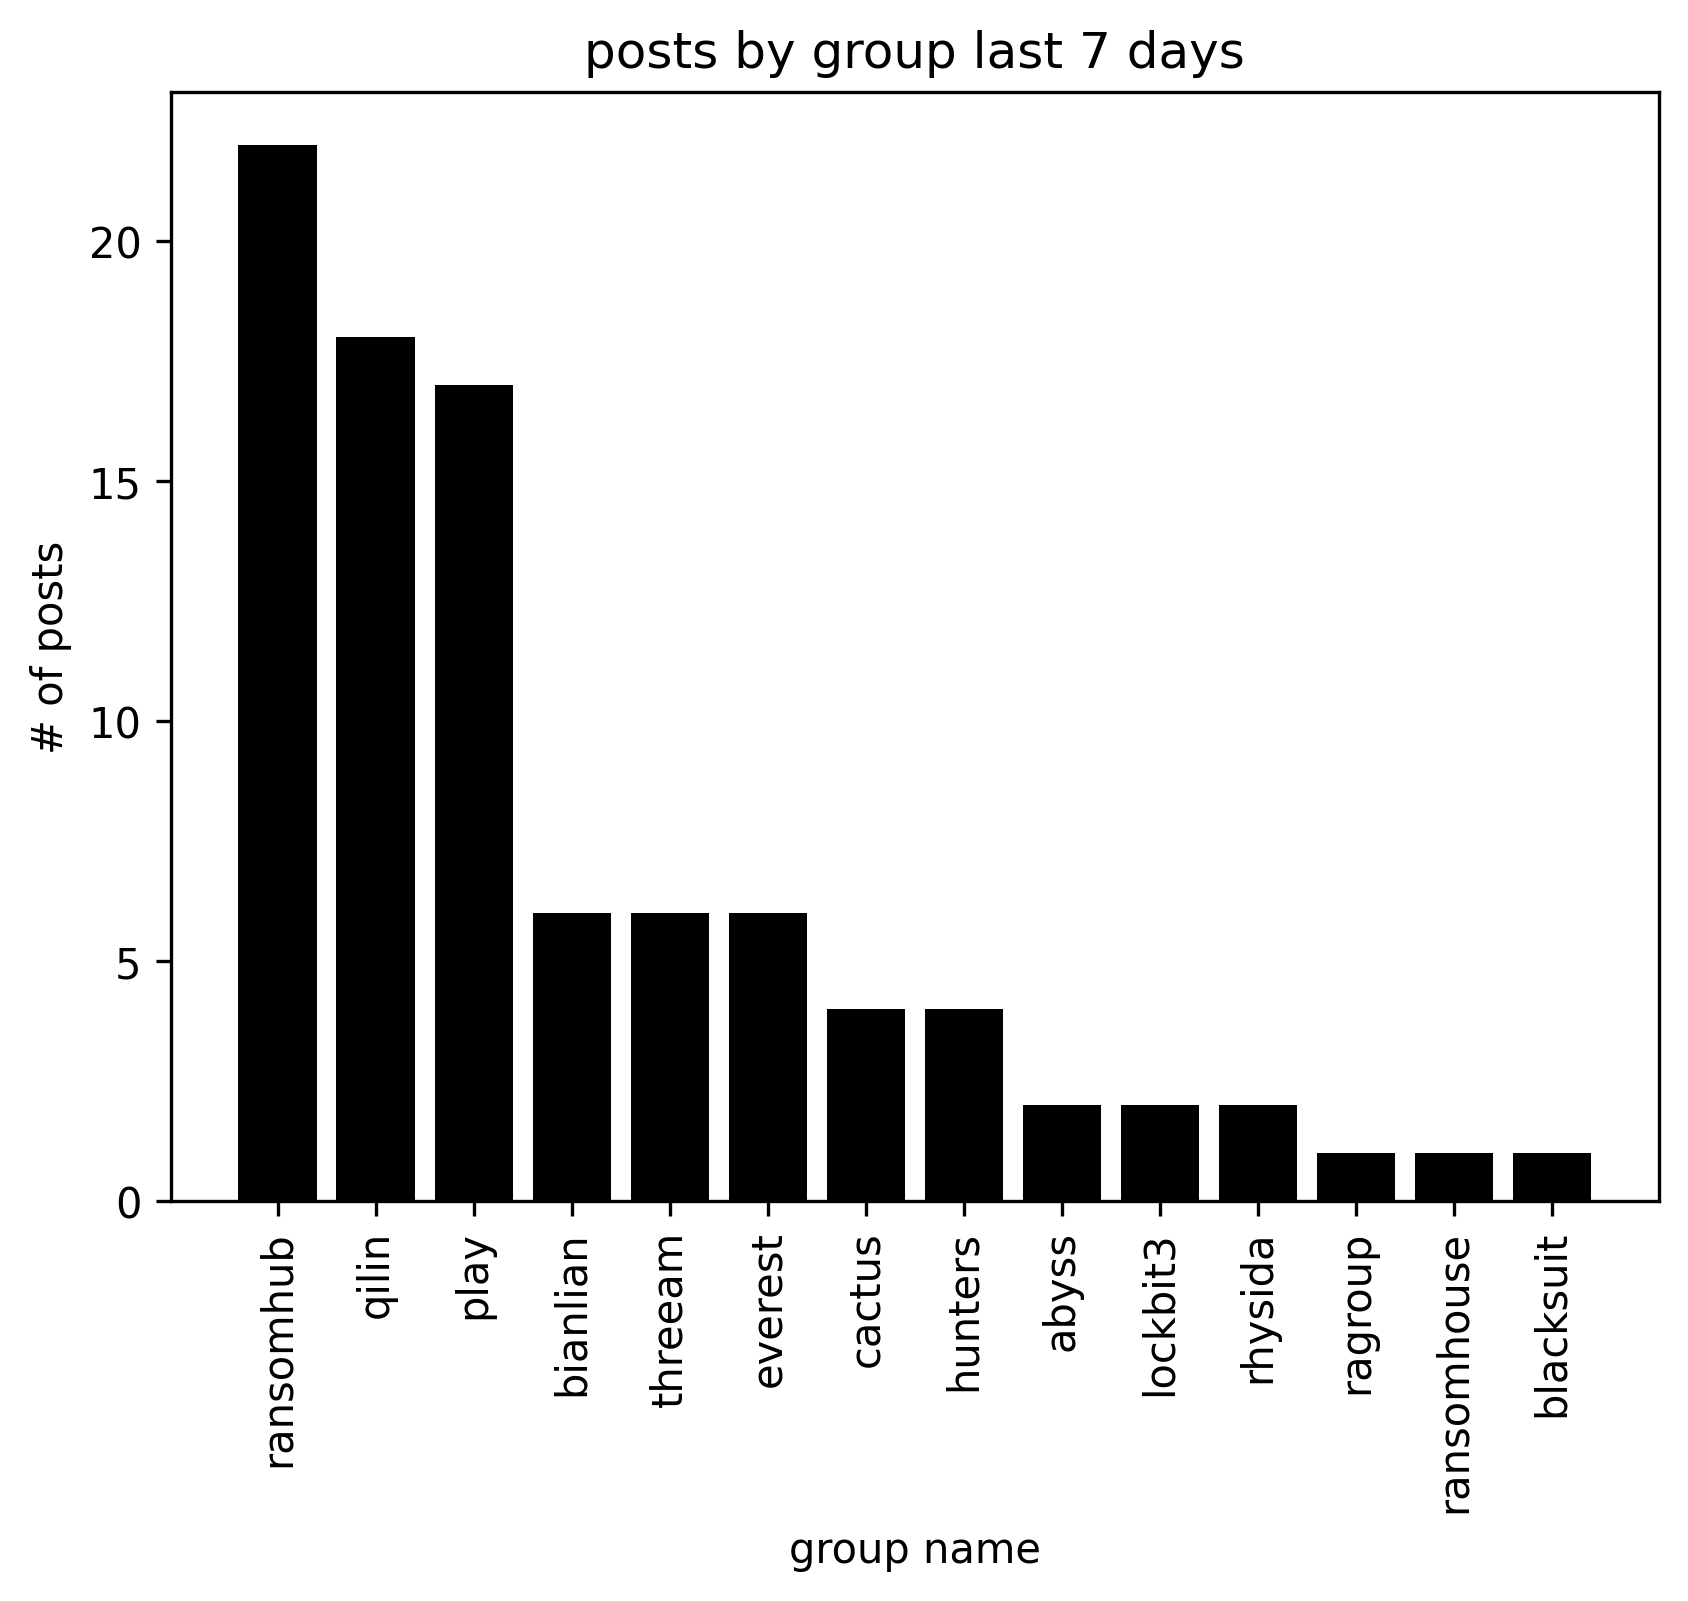 posts by group last 7 days
# of posts
20
15
10
5
0
ransomhub
qilin
play
bianlian
threeam
everest
cactus
hunters
abyss
lockbit3
rhysida
ragroup
ransomhouse
blacksuit
group name